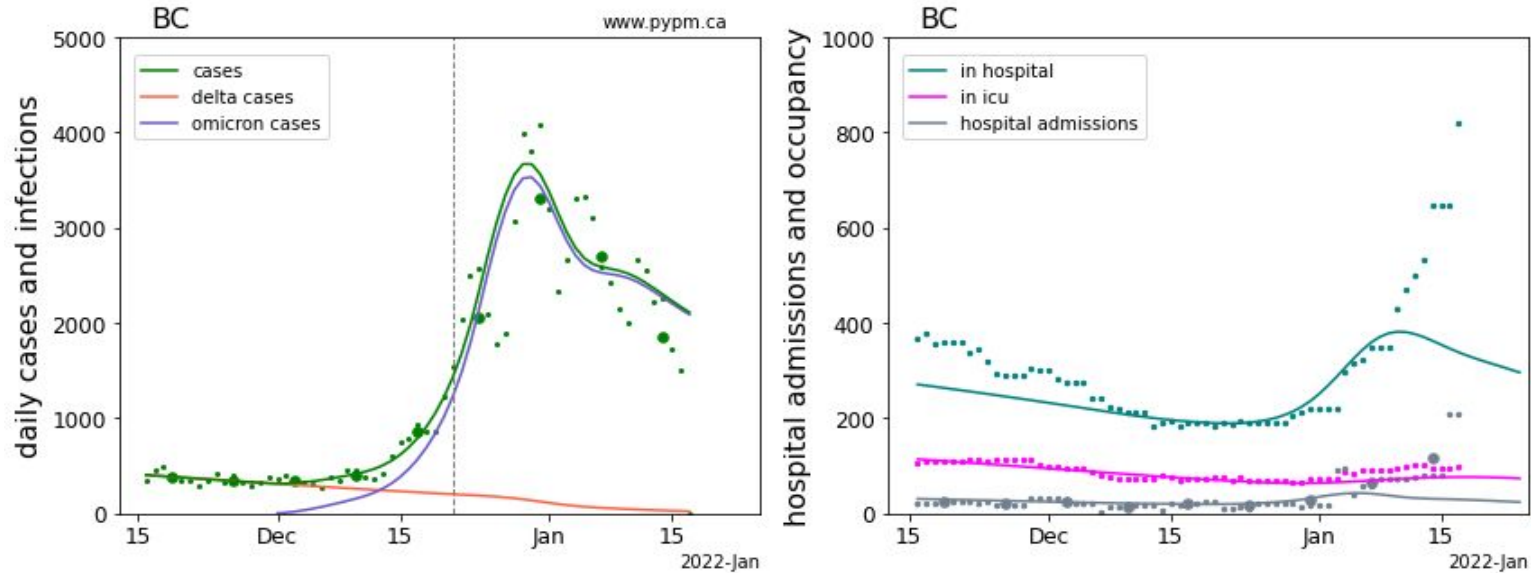 BC
www.pypm.ca
daily cases and infections
5000
4000
3000
2000
1000
0
cases
delta cases
omicron cases
15
Dec
15
Jan
15
2022-Jan
BC
hospital admissions and occupancy
1000
800
600
400
200
0
in hospital
in icu
hospital admissions
15
Dec
15
Jan
15
2022-Jan